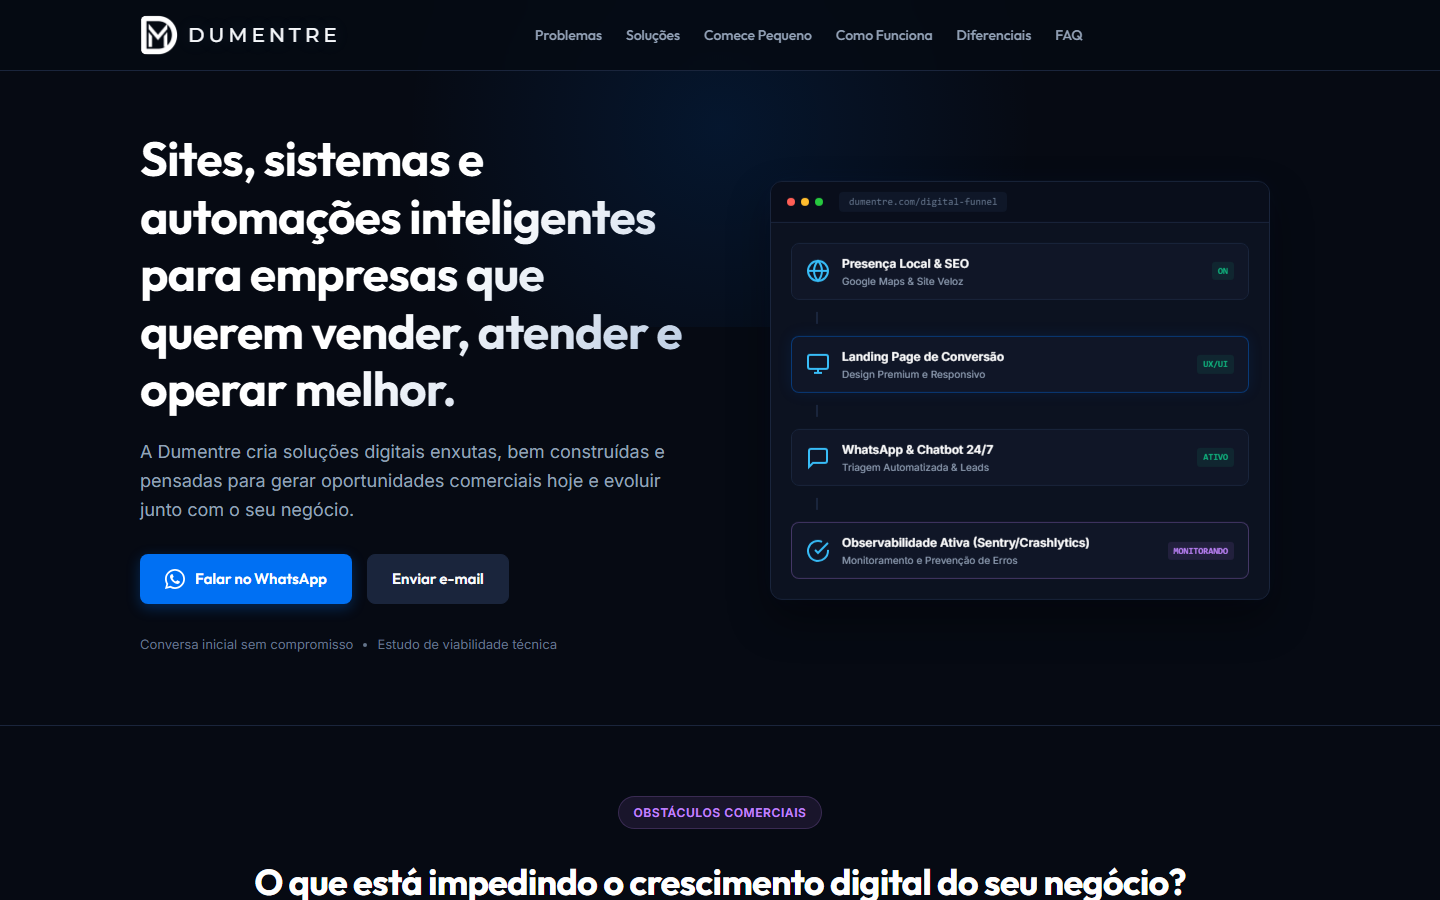 DUMENTRE
Problemas
Soluções
Comece Pequeno
Como Funciona
Diferenciais
FAQ
Sites, sistemas e
automações inteligentes
para empresas que
querem vender, atender e
operar melhor.
A Dumentre cria soluções digitais enxutas, bem construídas e
pensadas para gerar oportunidades comerciais hoje e evoluir
junto com o seu negócio.
Falar no WhatsApp
Enviar e-mail
Conversa inicial sem compromisso • Estudo de viabilidade técnica
dumentre.com/digital-funnel
Presença Local & SEO
Google Maps & Site Veloz
ON
Landing Page de Conversão
Design Premium e Responsivo
UX/UI
WhatsApp & Chatbot 24/7
Triagem Automatizada & Leads
ATIVO
Observabilidade Ativa (Sentry/Crashlytics)
Monitoramento e Prevenção de Erros
MONITORANDO
OBSTÁCULOS COMERCIAIS
O que está impedindo o crescimento digital do seu negócio?